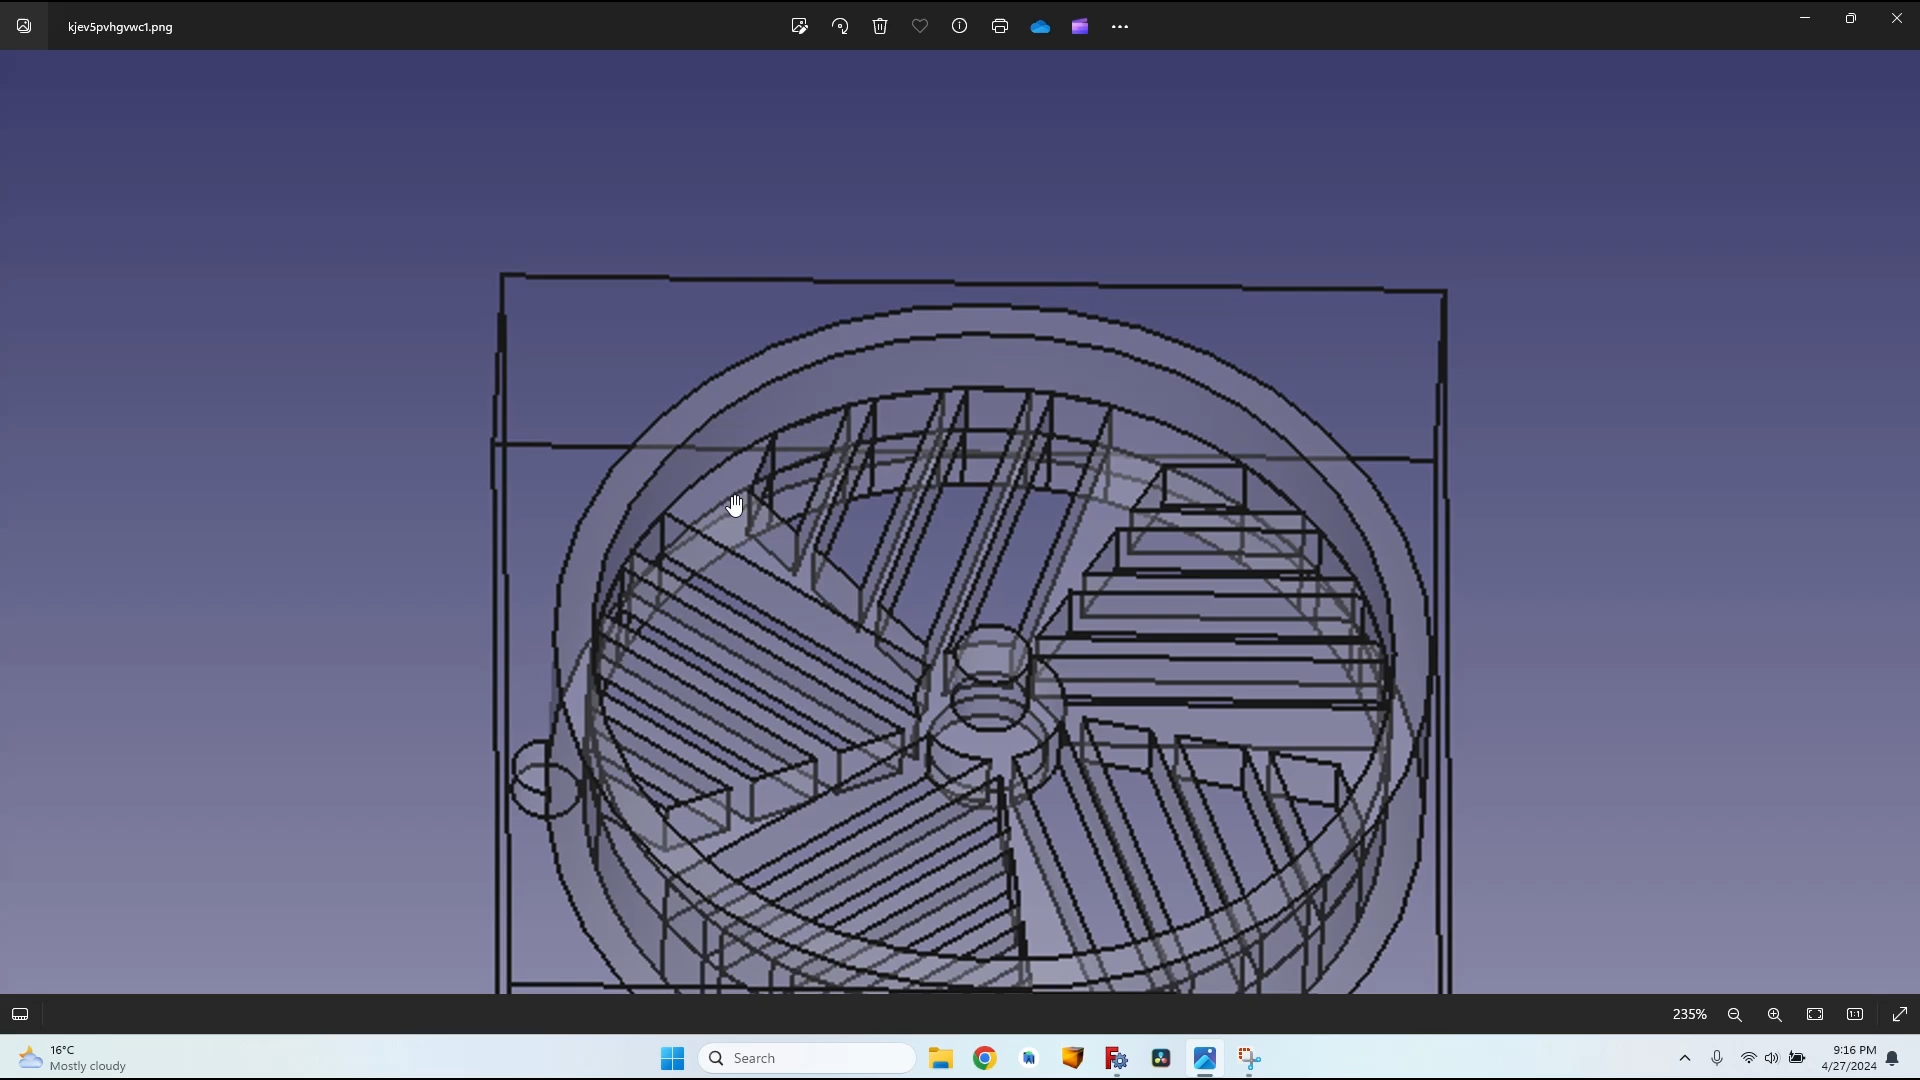 kjev5pvhgvwc1.png
235%
16°C
Mostly cloudy
Search
9:16 PM
4/27/2024